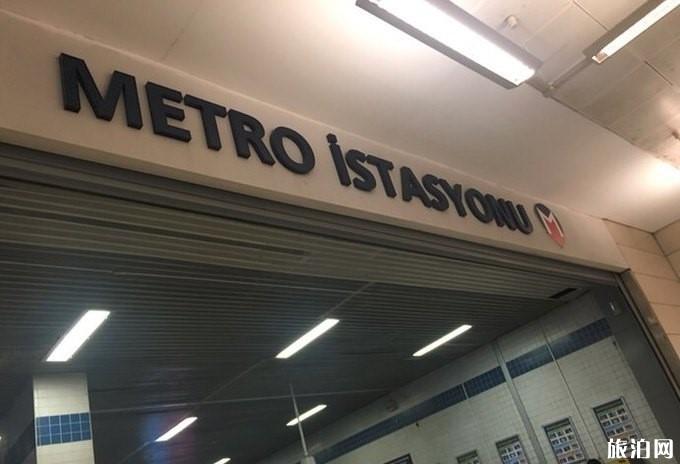 METRO İSTASYONU M
旅泊网